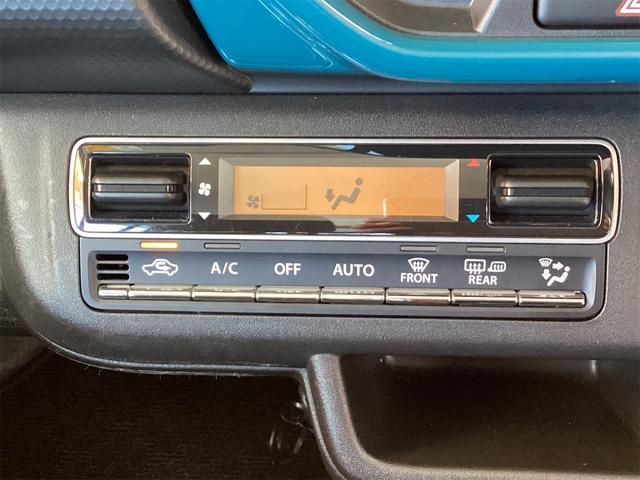 A/C OFF AUTO FRONT REAR